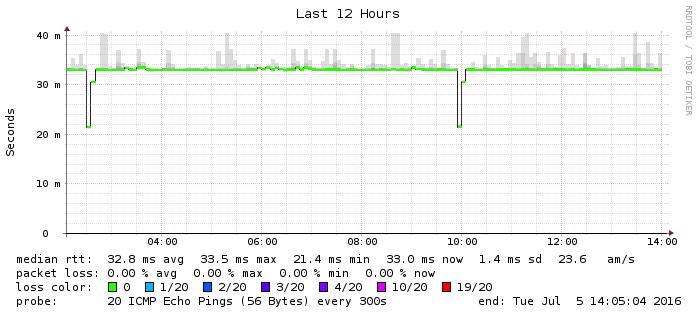 Last 12 Hours
RRDTOOL / TOBI OETIKER
Seconds
40 m
30 m
20 m
10 m
0
04:00 06:00 08:00 10:00 12:00 14:00
median rtt: 32.8 ms avg 33.5 ms max 21.4 ms min 33.0 ms now 1.4 ms sd 23.6 am/s
packet loss: 0.00 % avg 0.00 % max 0.00 % min 0.00 % now
loss color: 0 1/20 2/20 3/20 4/20 10/20 19/20
probe: 20 ICMP Echo Pings (56 Bytes) every 300s end: Tue Jul 5 14:05:04 2016